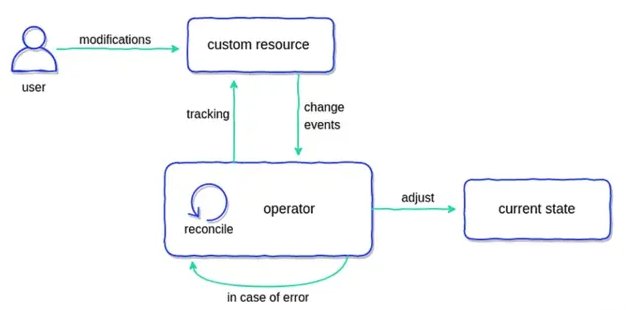 modifications
custom resource
user
tracking
change
events
operator
reconcile
adjust
current state
in case of error